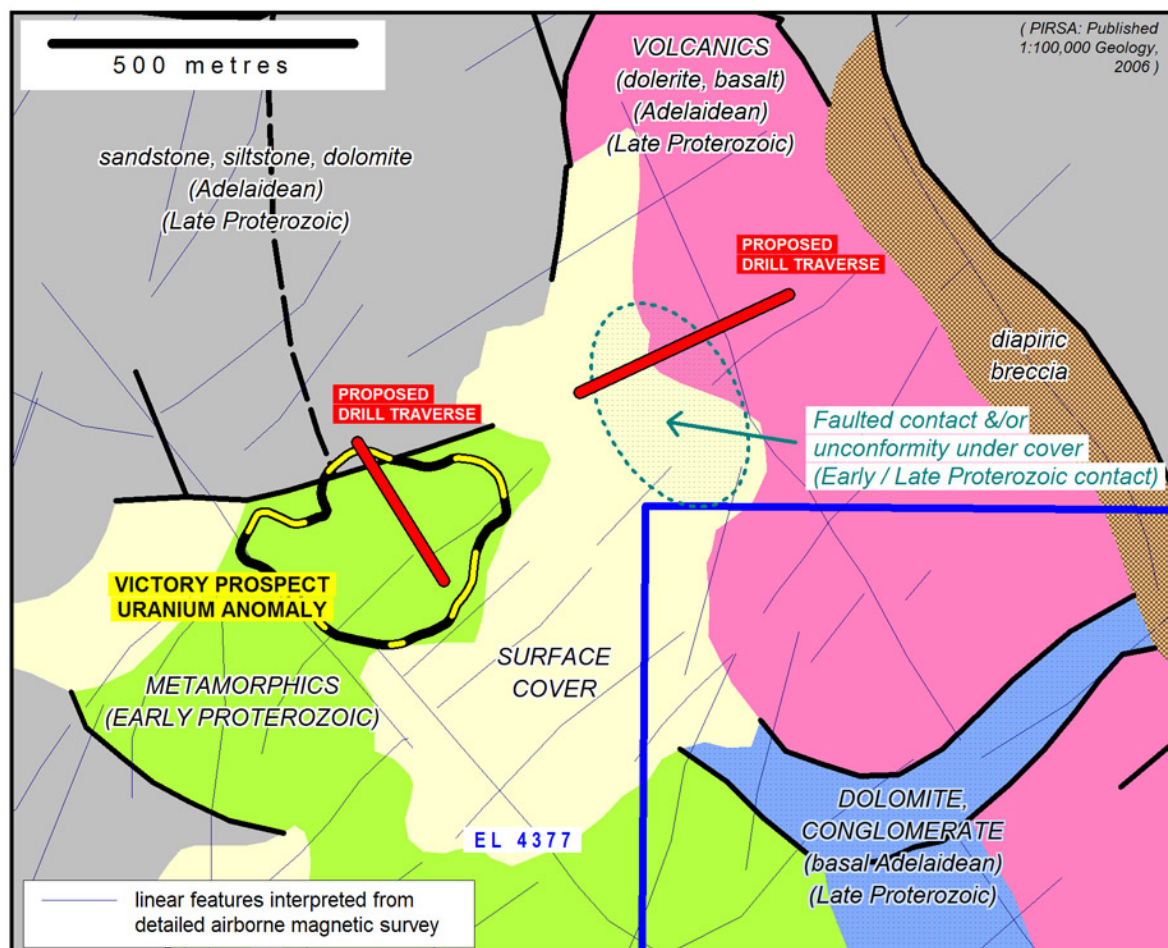 500 metres
( PIRSA: Published
1:100,000 Geology,
2006 )
VOLCANICS
(dolerite, basalt)
(Adelaidean)
(Late Proterozoic)
sandstone, siltstone, dolomite
(Adelaidean)
(Late Proterozoic)
PROPOSED
DRILL TRAVERSE
diapiric
breccia
PROPOSED
DRILL TRAVERSE
Faulted contact &/or
unconformity under cover
(Early / Late Proterozoic contact)
VICTORY PROSPECT
URANIUM ANOMALY
SURFACE
COVER
METAMORPHICS
(EARLY PROTEROZOIC)
DOLOMITE,
CONGLOMERATE
(basal Adelaidean)
(Late Proterozoic)
EL 4377
linear features interpreted from
detailed airborne magnetic survey